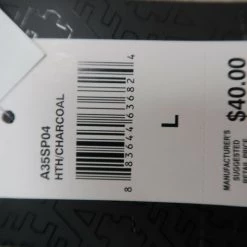 A35SP04
HTH/CHARCOAL
8 83644 63682 4
L
$40.00
MANUFACTURER'S
SUGGESTED
RETAIL PRICE